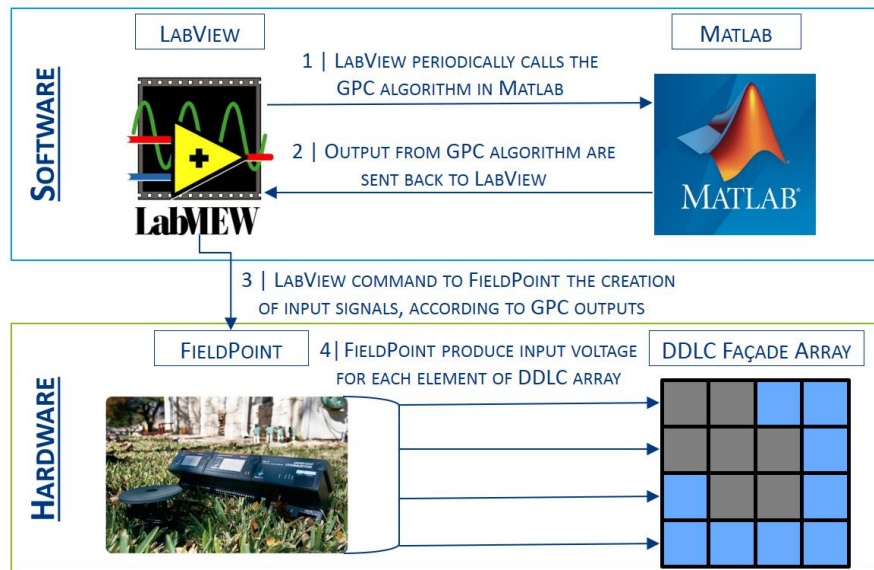 LabView
Matlab
1 | LabView periodically calls the
GPC algorithm in Matlab
2 | Output from GPC algorithm are
sent back to LabView
Software
LabVIEW
MATLAB®
3 | LabView command to FieldPoint the creation
of input signals, according to GPC outputs
FieldPoint
4| FieldPoint produce input voltage
for each element of DDLC array
DDLC Façade Array
Hardware